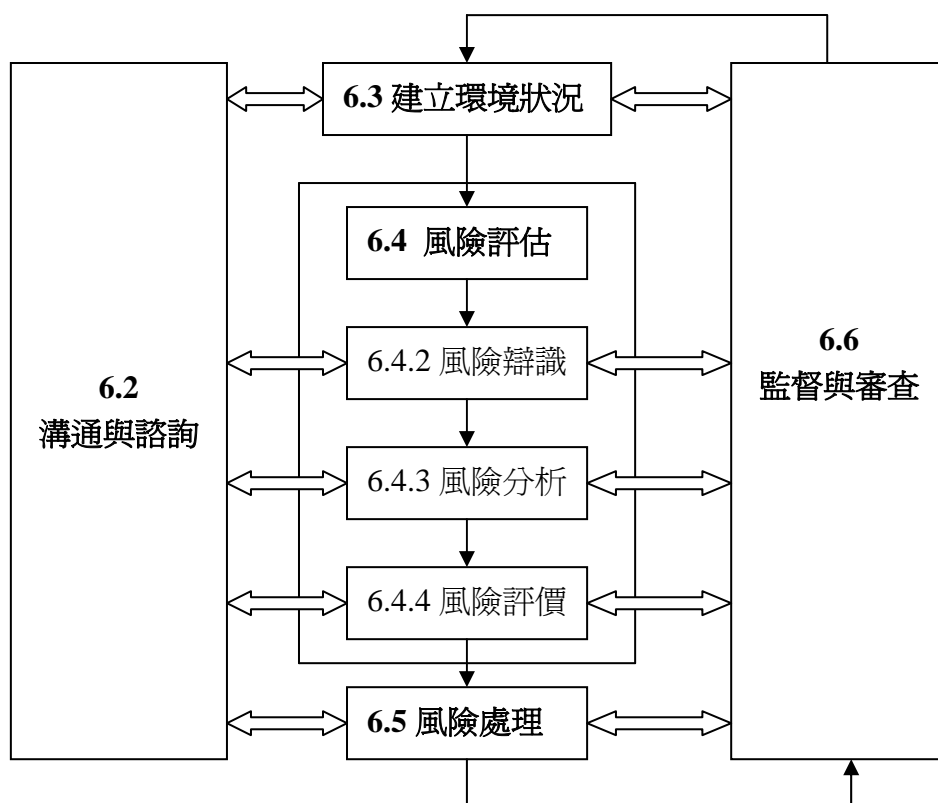 6.3 建立環境狀況
6.4 風險評估
6.4.2 風險辯識
6.4.3 風險分析
6.4.4 風險評價
6.5 風險處理
6.2
溝通與諮詢
6.6
監督與審查